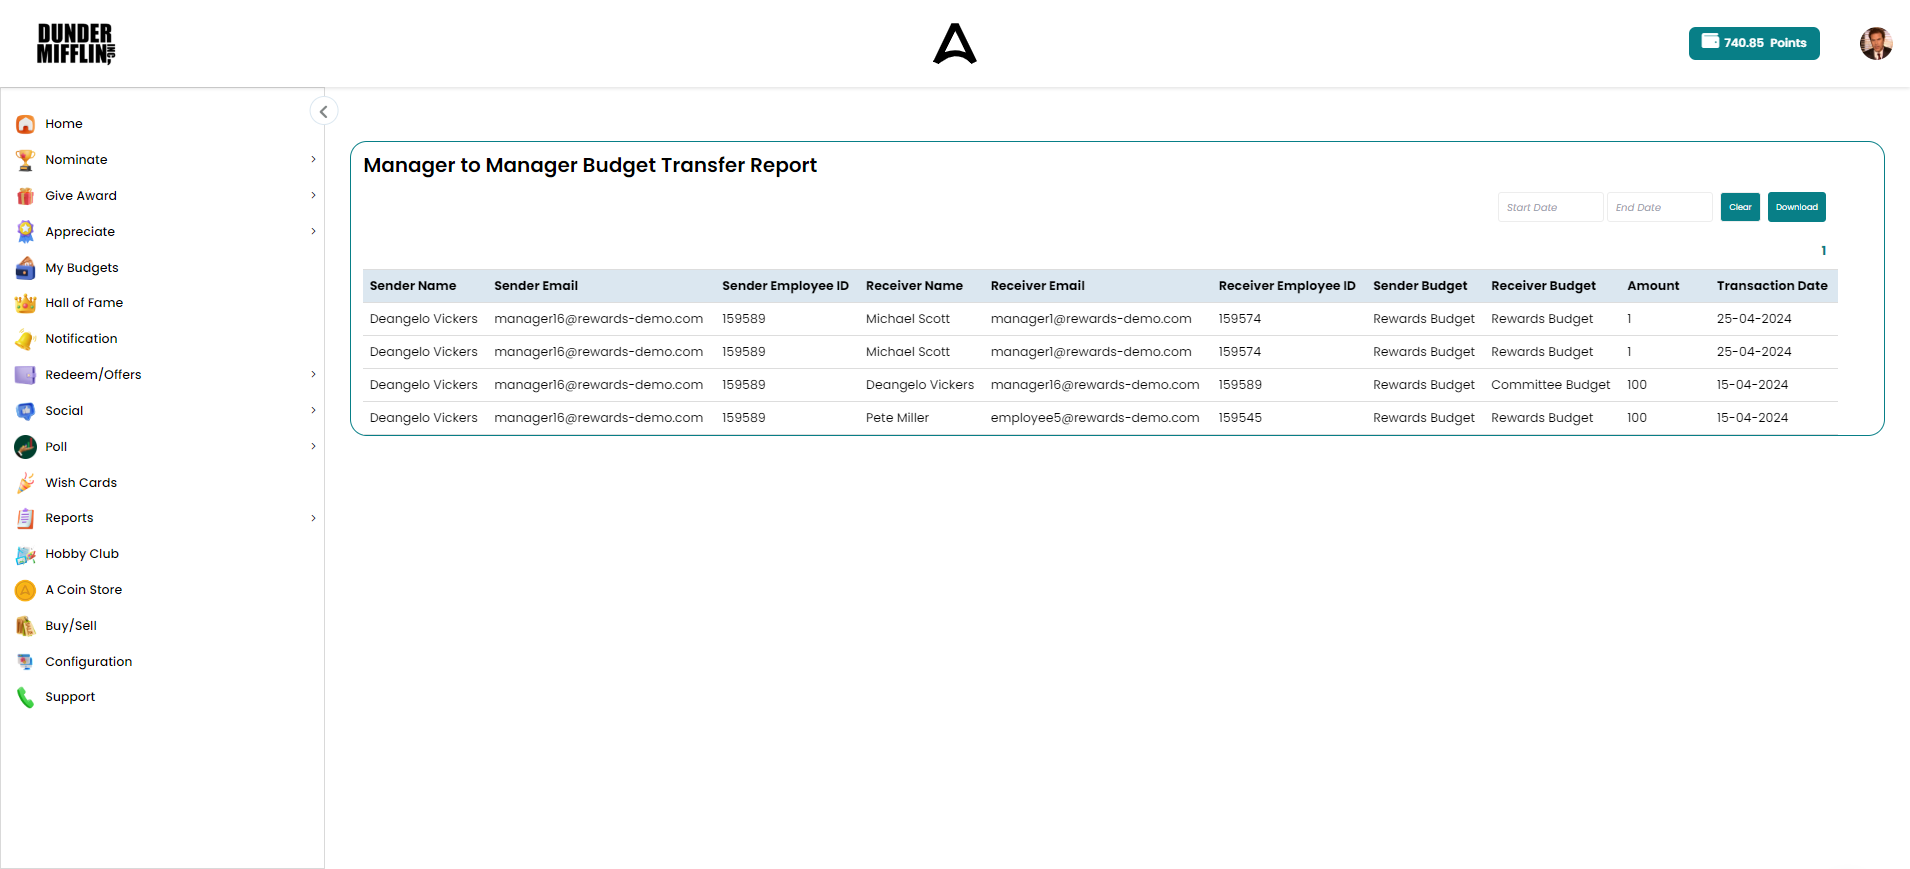 DUNDER
MIFFLIN, INC
740.85 Points
Home
Nominate
Give Award
Appreciate
My Budgets
Hall of Fame
Notification
Redeem/Offers
Social
Poll
Wish Cards
Reports
Hobby Club
A Coin Store
Buy/Sell
Configuration
Support
Manager to Manager Budget Transfer Report
Start Date End Date Clear Download
1
Sender Name Sender Email Sender Employee ID Receiver Name Receiver Email Receiver Employee ID Sender Budget Receiver Budget Amount Transaction Date
Deangelo Vickers manager16@rewards-demo.com 159589 Michael Scott manager1@rewards-demo.com 159574 Rewards Budget Rewards Budget 1 25-04-2024
Deangelo Vickers manager16@rewards-demo.com 159589 Michael Scott manager1@rewards-demo.com 159574 Rewards Budget Rewards Budget 1 25-04-2024
Deangelo Vickers manager16@rewards-demo.com 159589 Deangelo Vickers manager16@rewards-demo.com 159589 Rewards Budget Committee Budget 100 15-04-2024
Deangelo Vickers manager16@rewards-demo.com 159589 Pete Miller employee5@rewards-demo.com 159545 Rewards Budget Rewards Budget 100 15-04-2024